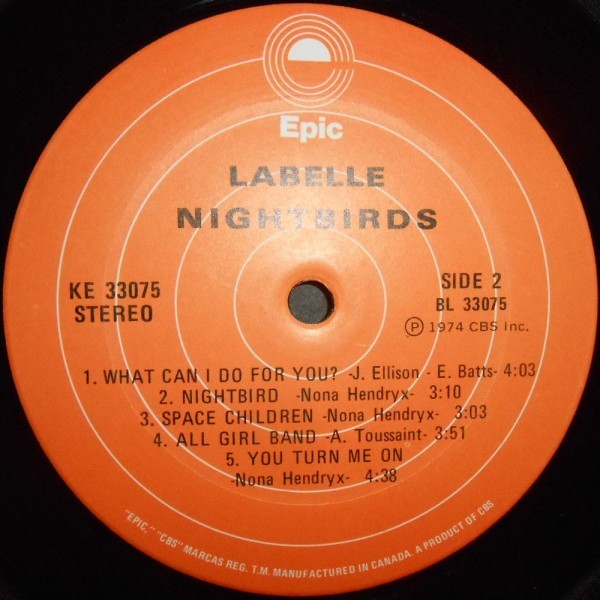 Epic
LABELLE
NIGHTBIRDS
KE 33075
STEREO
SIDE 2
BL 33075
Ⓟ 1974 CBS Inc.
1. WHAT CAN I DO FOR YOU? -J. Ellison - E. Batts- 4:03
2. NIGHTBIRD -Nona Hendryx- 3:10
3. SPACE CHILDREN -Nona Hendryx- 3:03
4. ALL GIRL BAND -A. Toussaint- 3:51
5. YOU TURN ME ON
-Nona Hendryx- 4:38
"EPIC," "CBS" MARCAS REG. T.M. MANUFACTURED IN CANADA. A PRODUCT OF CBS